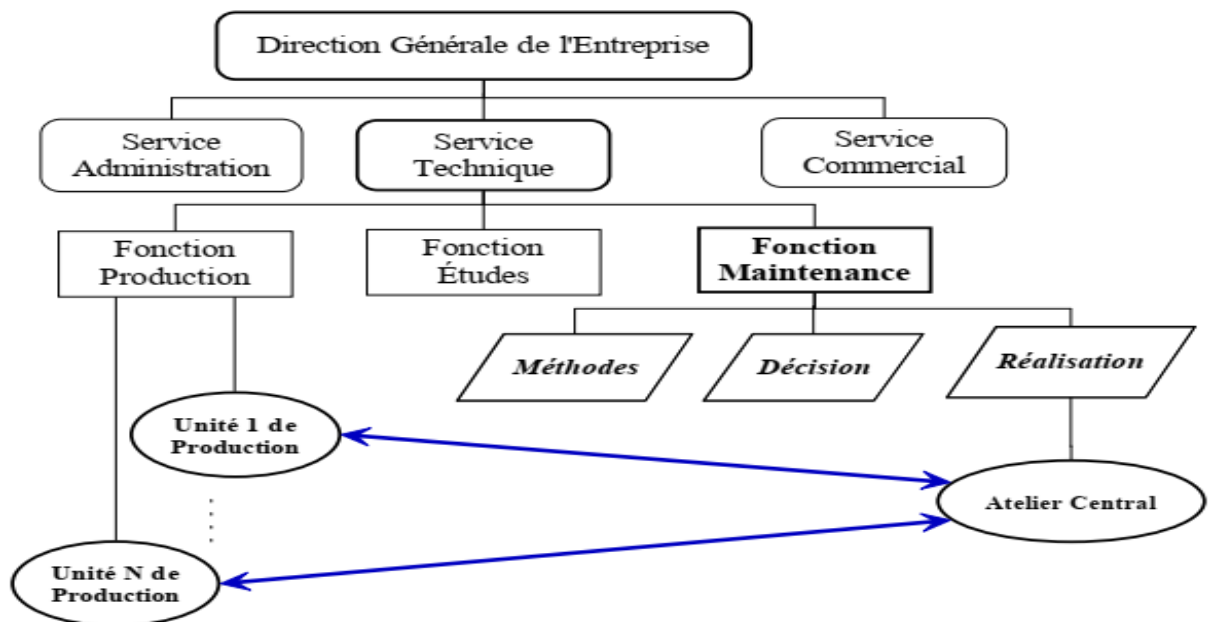 Direction Générale de l'Entreprise
Service
Administration
Service
Technique
Service
Commercial
Fonction
Production
Fonction
Études
Fonction
Maintenance
Méthodes
Décision
Réalisation
Unité 1 de
Production
Atelier Central
Unité N de
Production